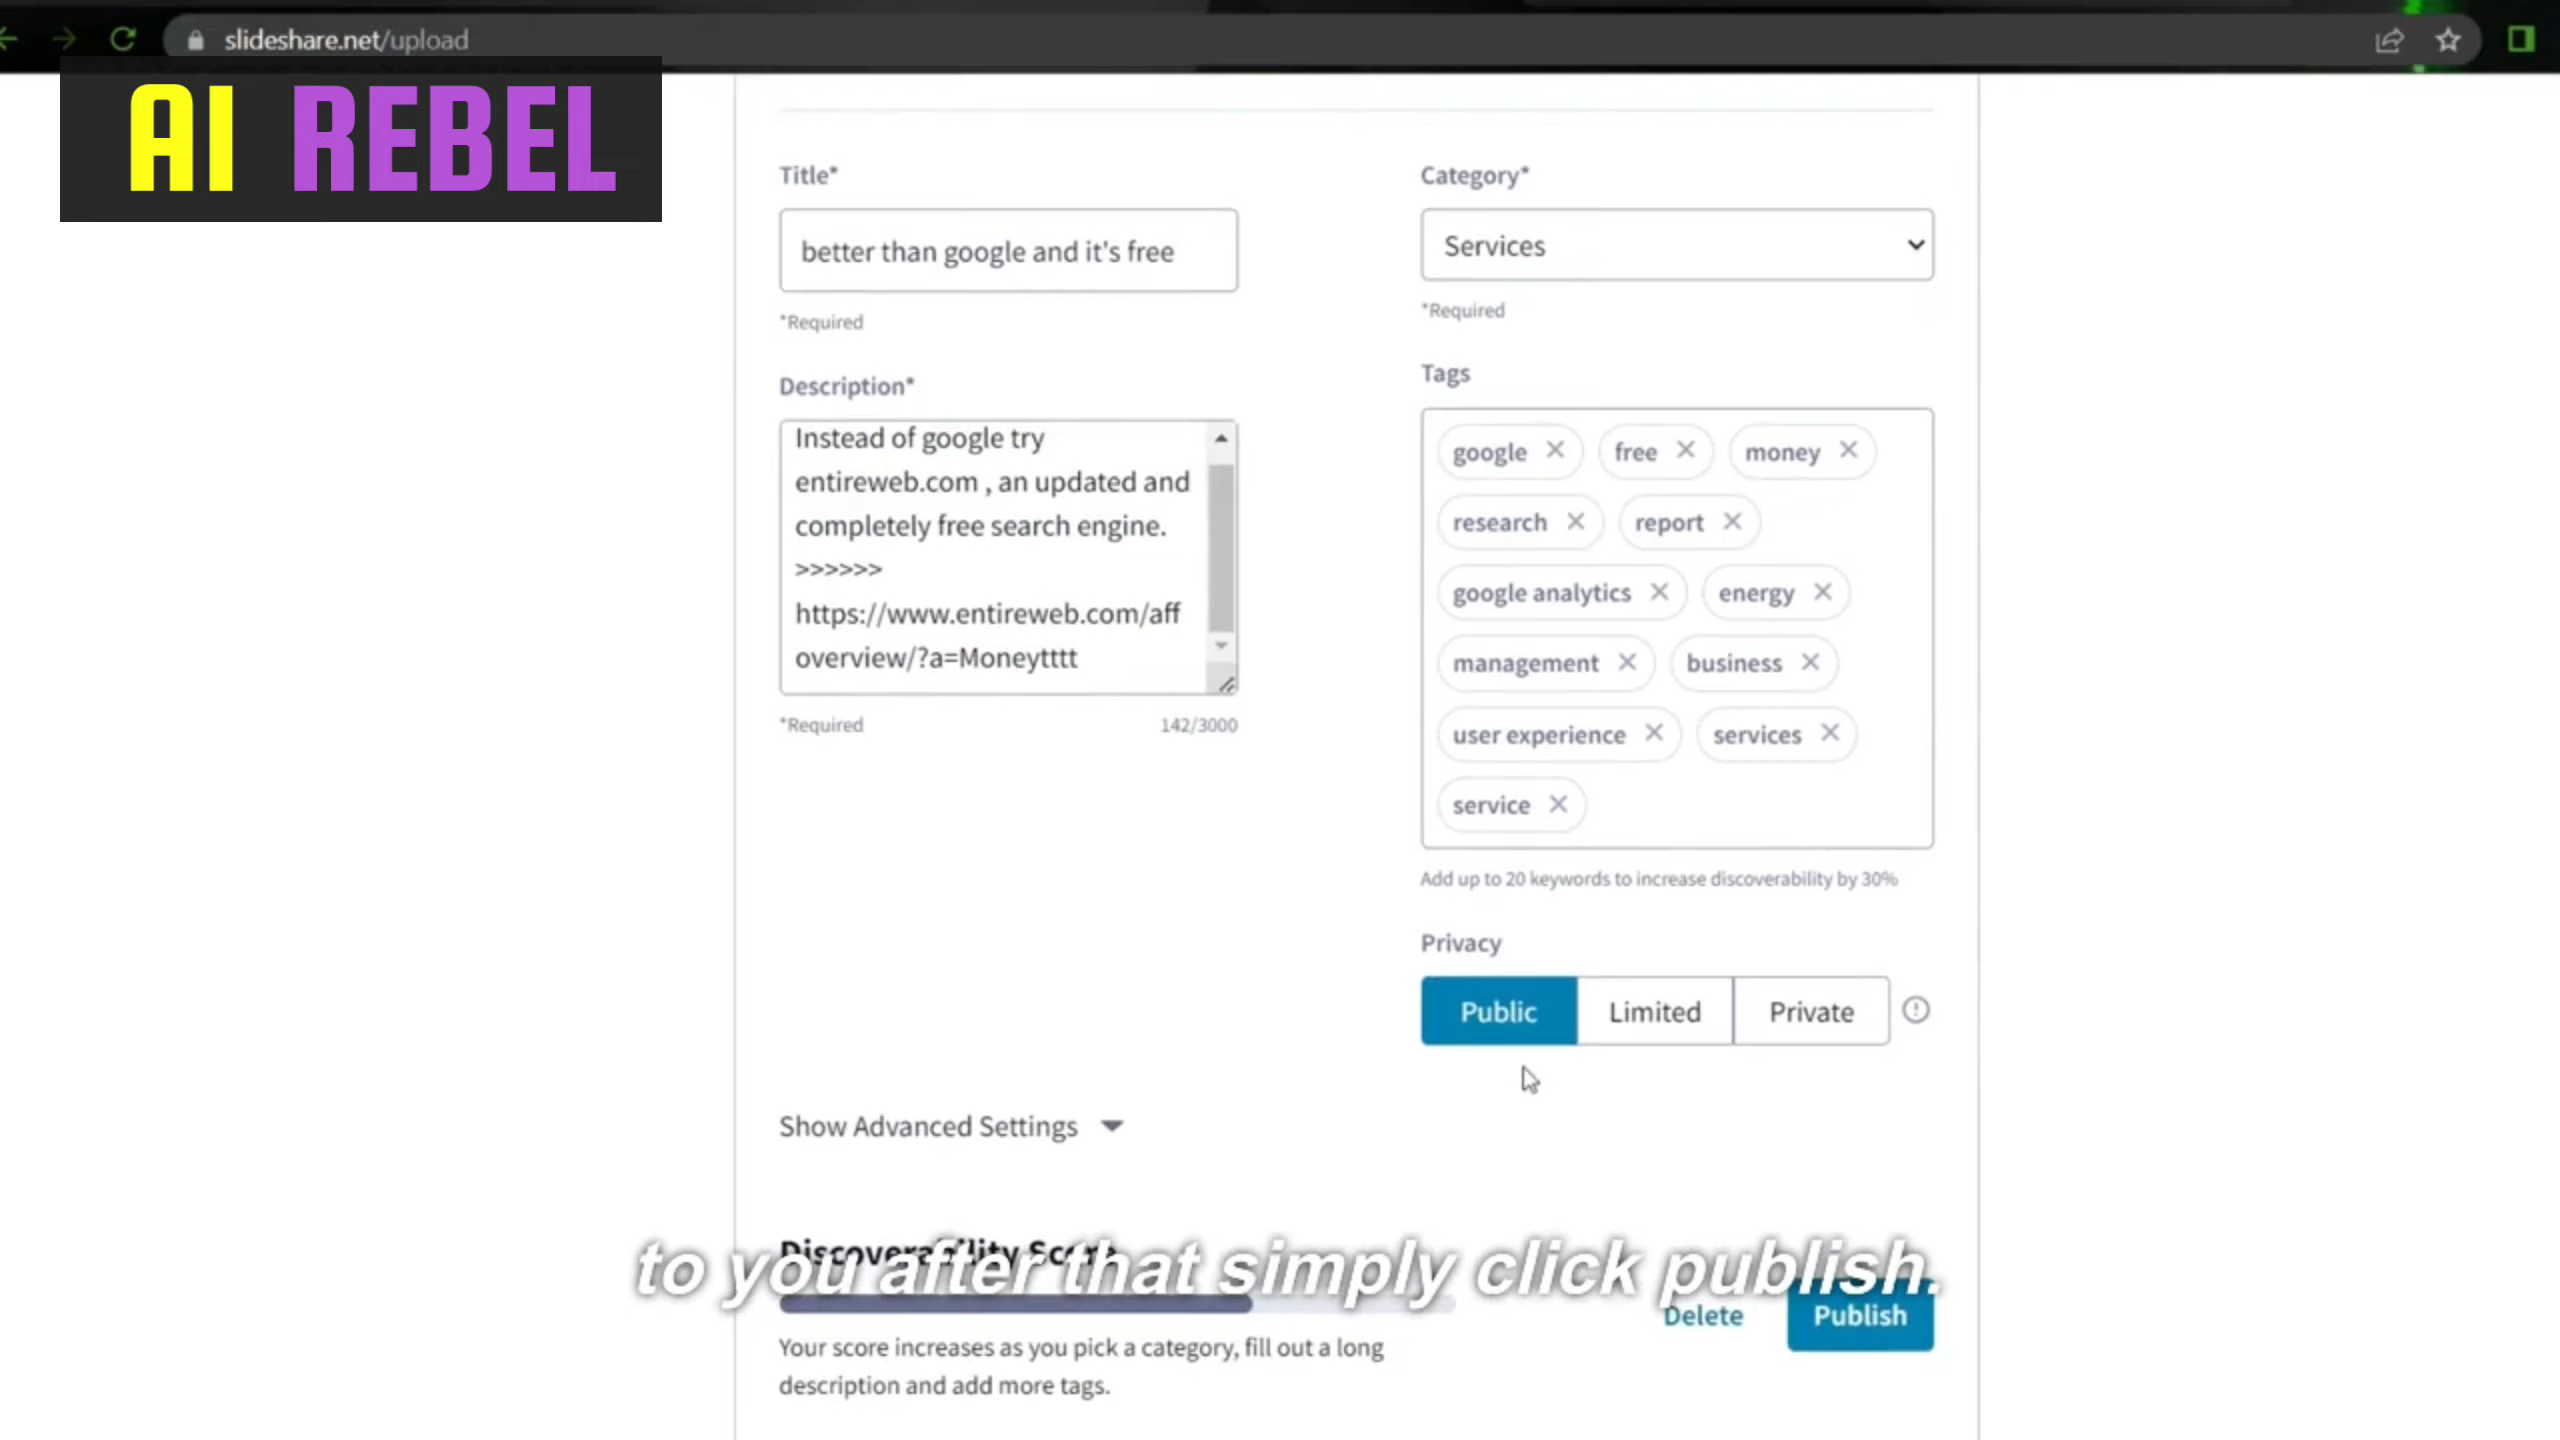 slideshare.net/upload
AI REBEL
Title*
better than google and it's free
*Required
Category*
Services
*Required
Description*
Instead of google try
entireweb.com , an updated and
completely free search engine.
>>>>>>
https://www.entireweb.com/aff
overview/?a=Moneytttt
*Required 142/3000
Tags
google free money
research report
google analytics energy
management business
user experience services
service
Add up to 20 keywords to increase discoverability by 30%
Privacy
Public Limited Private
Show Advanced Settings
Discoverability Score
to you after that simply click publish.
Delete Publish
Your score increases as you pick a category, fill out a long
description and add more tags.